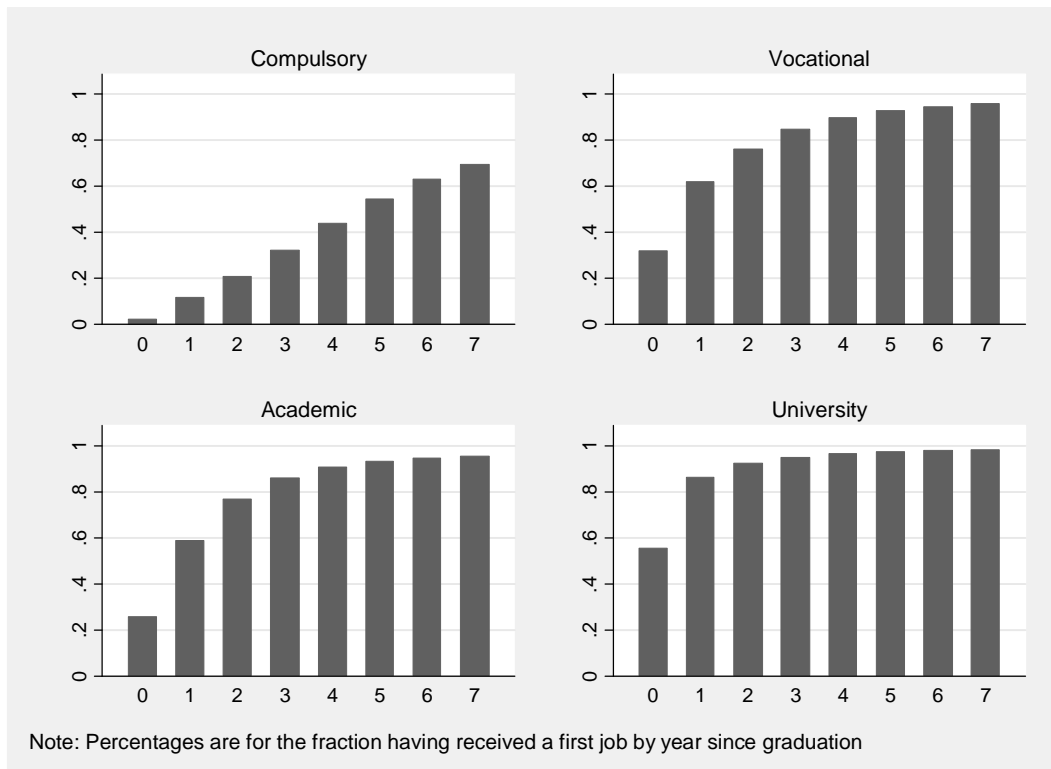 Compulsory
1
.8
.6
.4
.2
0
0 1 2 3 4 5 6 7
Vocational
1
.8
.6
.4
.2
0
0 1 2 3 4 5 6 7
Academic
1
.8
.6
.4
.2
0
0 1 2 3 4 5 6 7
University
1
.8
.6
.4
.2
0
0 1 2 3 4 5 6 7
Note: Percentages are for the fraction having received a first job by year since graduation